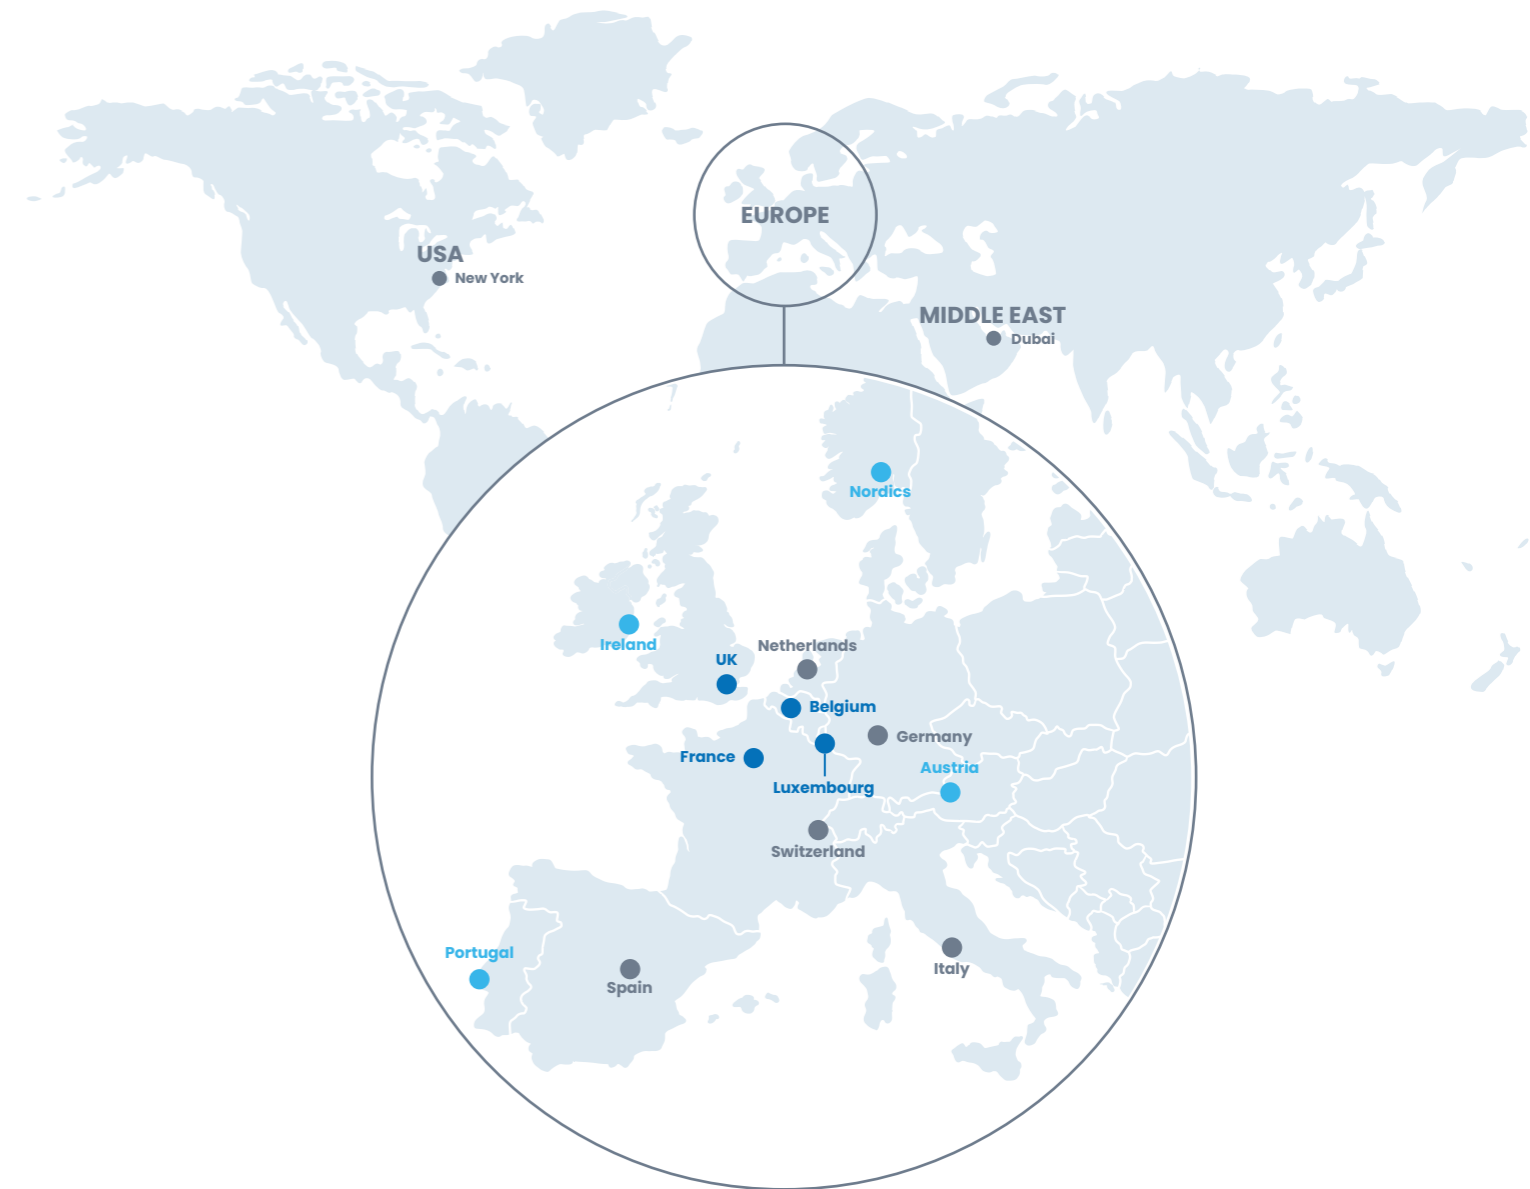 EUROPE
USA
New York
MIDDLE EAST
Dubai
Nordics
Ireland
Netherlands
UK
Belgium
Germany
France
Austria
Luxembourg
Switzerland
Portugal
Spain
Italy